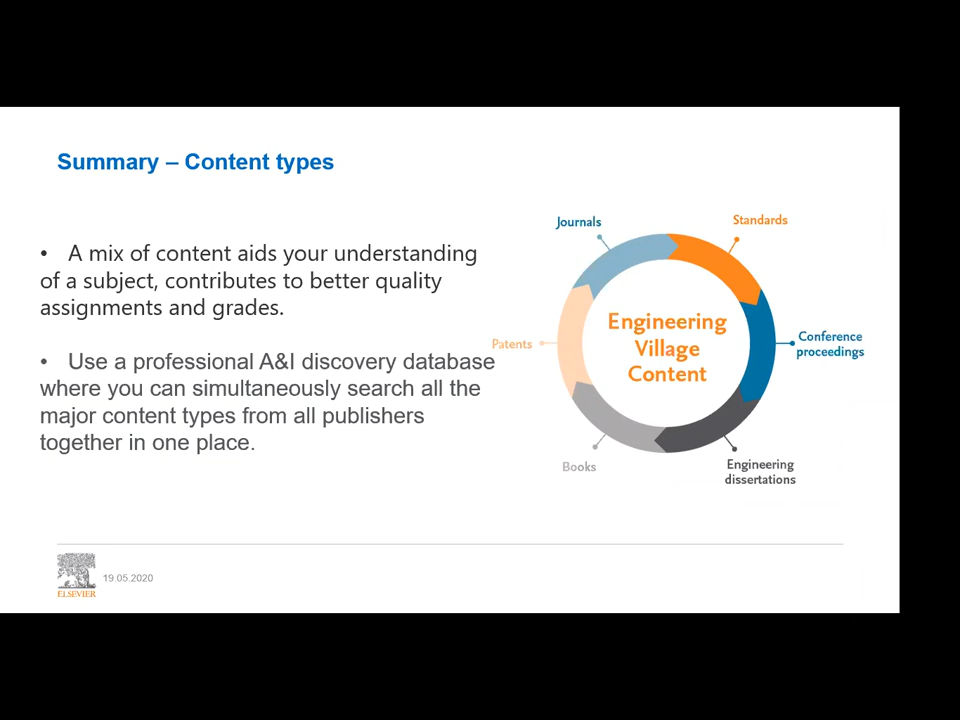 Summary – Content types
• A mix of content aids your understanding
of a subject, contributes to better quality
assignments and grades.
• Use a professional A&I discovery database
where you can simultaneously search all the
major content types from all publishers
together in one place.
Journals
Standards
Engineering
Village
Content
Patents
Conference
proceedings
Books
Engineering
dissertations
ELSEVIER
19.05.2020